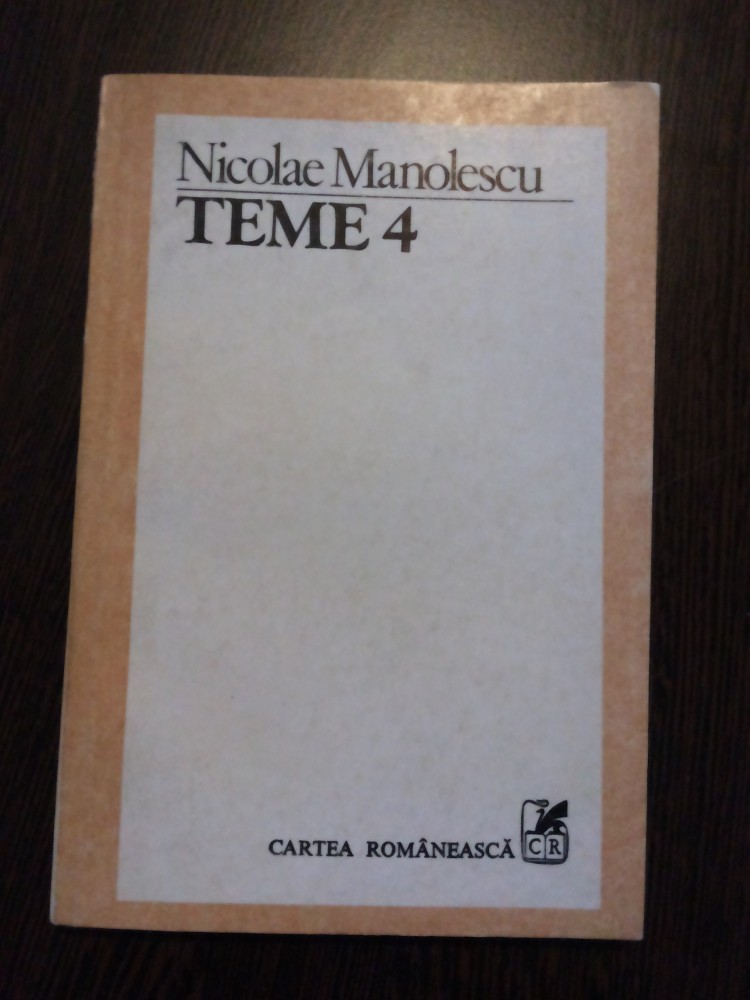 Nicolae Manolescu
TEME 4
CARTEA ROMÂNEASCĂ
CR